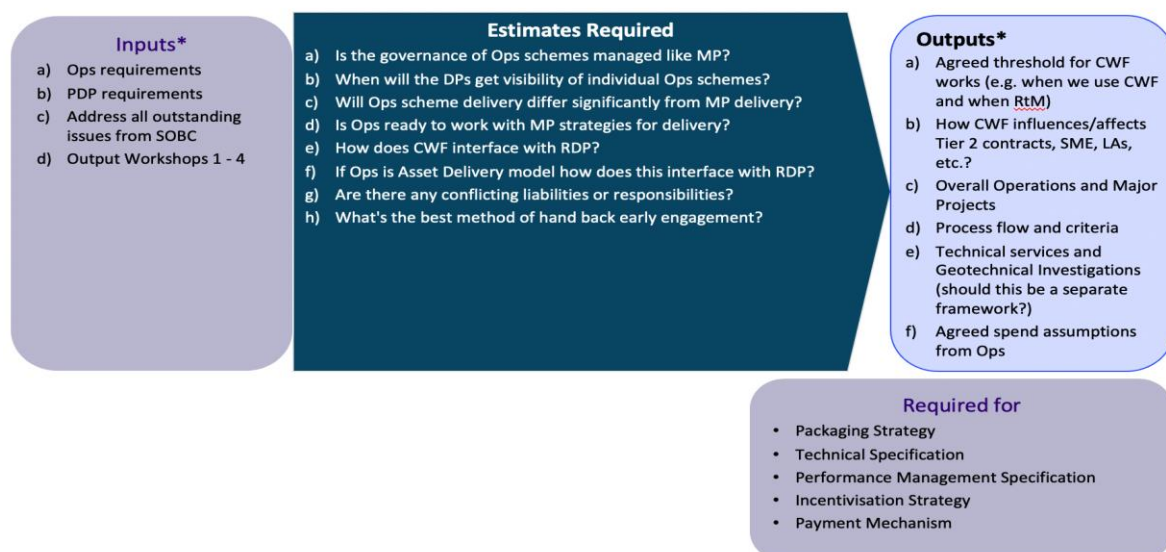 Inputs*
a) Ops requirements
b) PDP requirements
c) Address all outstanding
issues from SOBC
d) Output Workshops 1 - 4
Estimates Required
a) Is the governance of Ops schemes managed like MP?
b) When will the DPs get visibility of individual Ops schemes?
c) Will Ops scheme delivery differ significantly from MP delivery?
d) Is Ops ready to work with MP strategies for delivery?
e) How does CWF interface with RDP?
f) If Ops is Asset Delivery model how does this interface with RDP?
g) Are there any conflicting liabilities or responsibilities?
h) What's the best method of hand back early engagement?
Outputs*
a) Agreed threshold for CWF
works (e.g. when we use CWF
and when RtM)
b) How CWF influences/affects
Tier 2 contracts, SME, LAs,
etc.?
c) Overall Operations and Major
Projects
d) Process flow and criteria
e) Technical services and
Geotechnical Investigations
(should this be a separate
framework?)
f) Agreed spend assumptions
from Ops
Required for
• Packaging Strategy
• Technical Specification
• Performance Management Specification
• Incentivisation Strategy
• Payment Mechanism